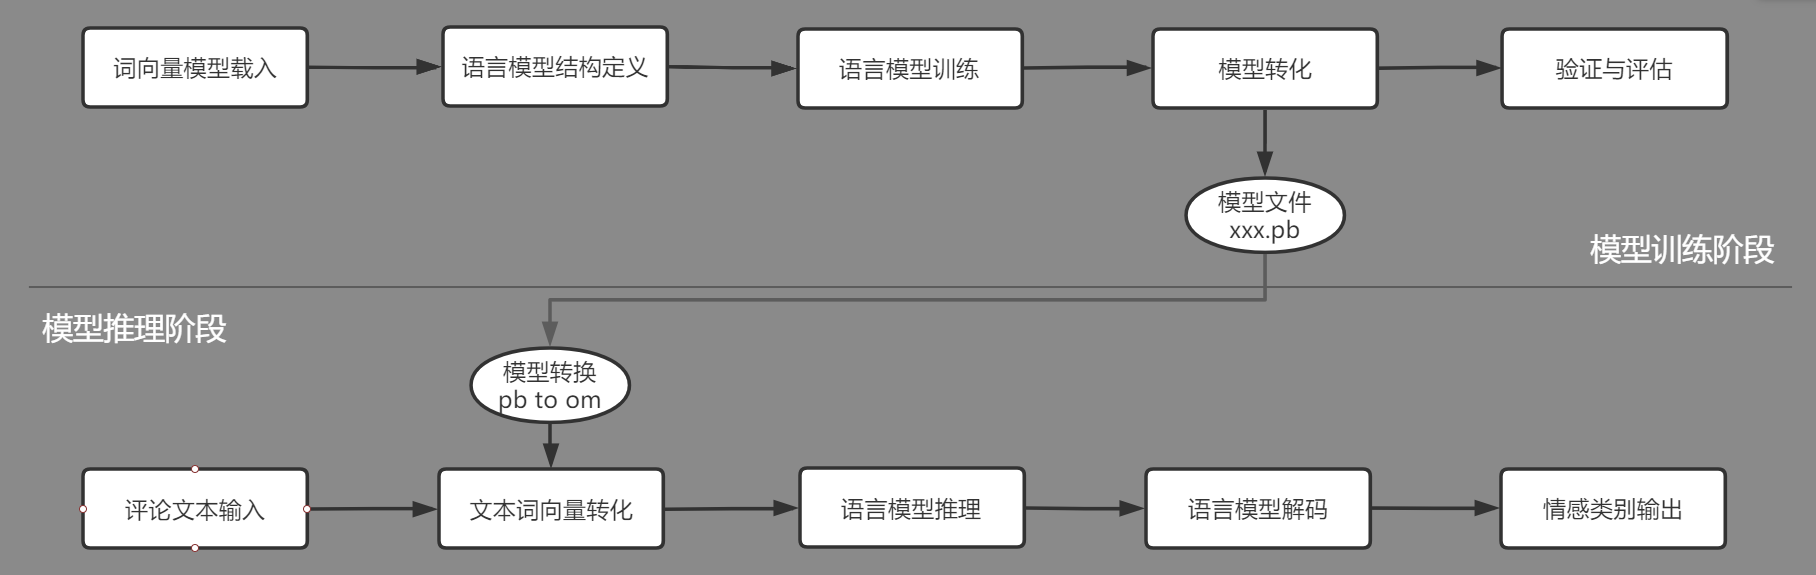 词向量模型载入
语言模型结构定义
语言模型训练
模型转化
验证与评估
模型文件
xxx.pb
模型训练阶段
模型推理阶段
模型转换
pb to om
评论文本输入
文本词向量转化
语言模型推理
语言模型解码
情感类别输出